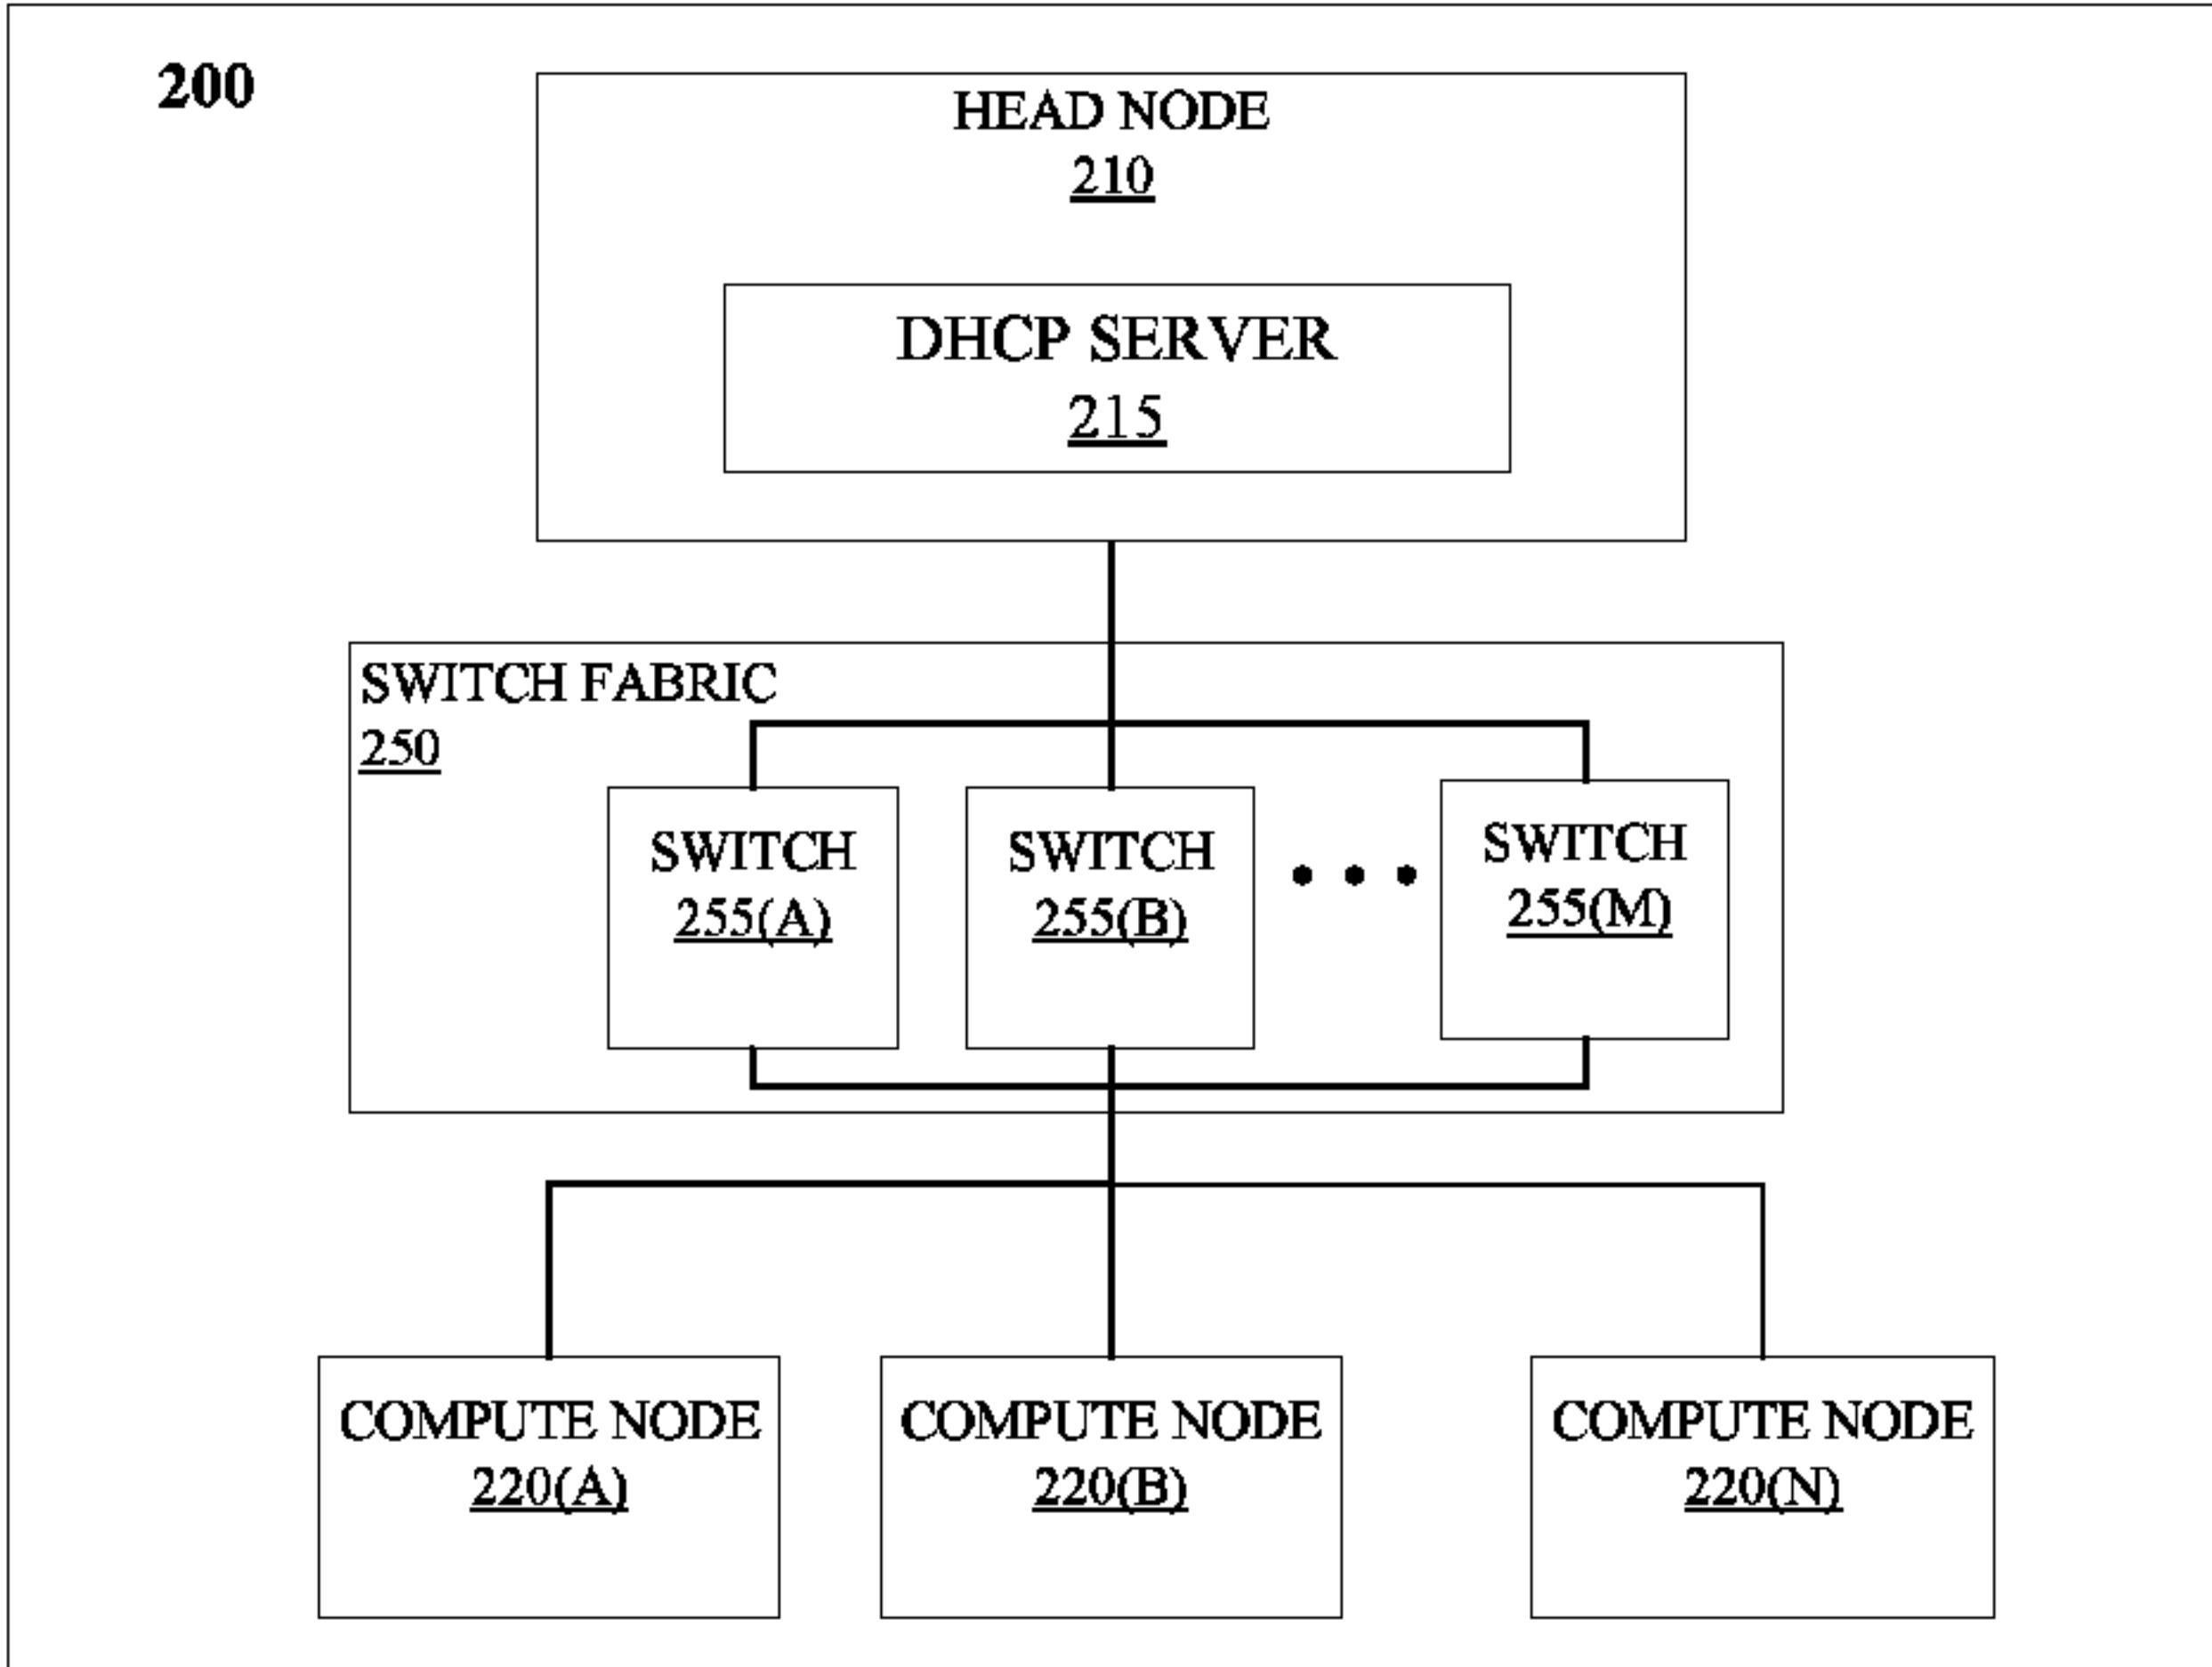 200
HEAD NODE
210
DHCP SERVER
215
SWITCH FABRIC
250
SWITCH
255(A)
SWITCH
255(B)
SWITCH
255(M)
COMPUTE NODE
220(A)
COMPUTE NODE
220(B)
COMPUTE NODE
220(N)